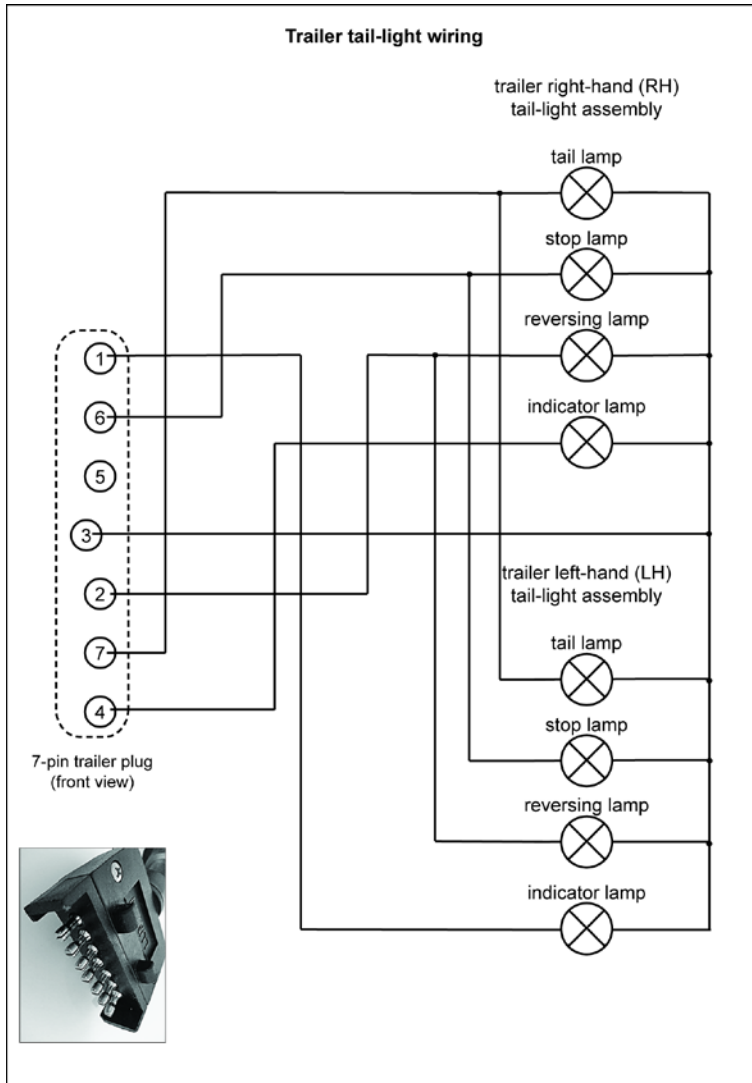 Trailer tail-light wiring
trailer right-hand (RH)
tail-light assembly
tail lamp
stop lamp
reversing lamp
indicator lamp
1
6
5
3
2
7
4
7-pin trailer plug
(front view)
trailer left-hand (LH)
tail-light assembly
tail lamp
stop lamp
reversing lamp
indicator lamp